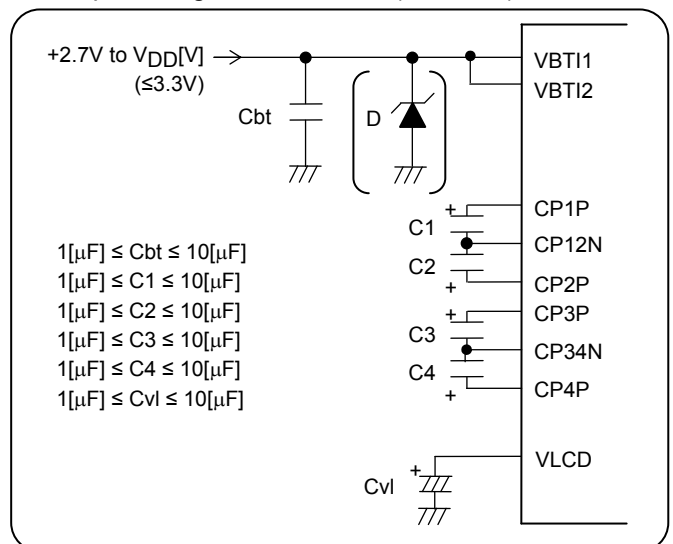 +2.7V to VDD[V]
(≤3.3V)
Cbt
D
VBTI1
VBTI2
C1
C2
C3
C4
+
+
+
+
CP1P
CP12N
CP2P
CP3P
CP34N
CP4P
1[μF] ≤ Cbt ≤ 10[μF]
1[μF] ≤ C1 ≤ 10[μF]
1[μF] ≤ C2 ≤ 10[μF]
1[μF] ≤ C3 ≤ 10[μF]
1[μF] ≤ C4 ≤ 10[μF]
1[μF] ≤ Cvl ≤ 10[μF]
Cvl
+
VLCD